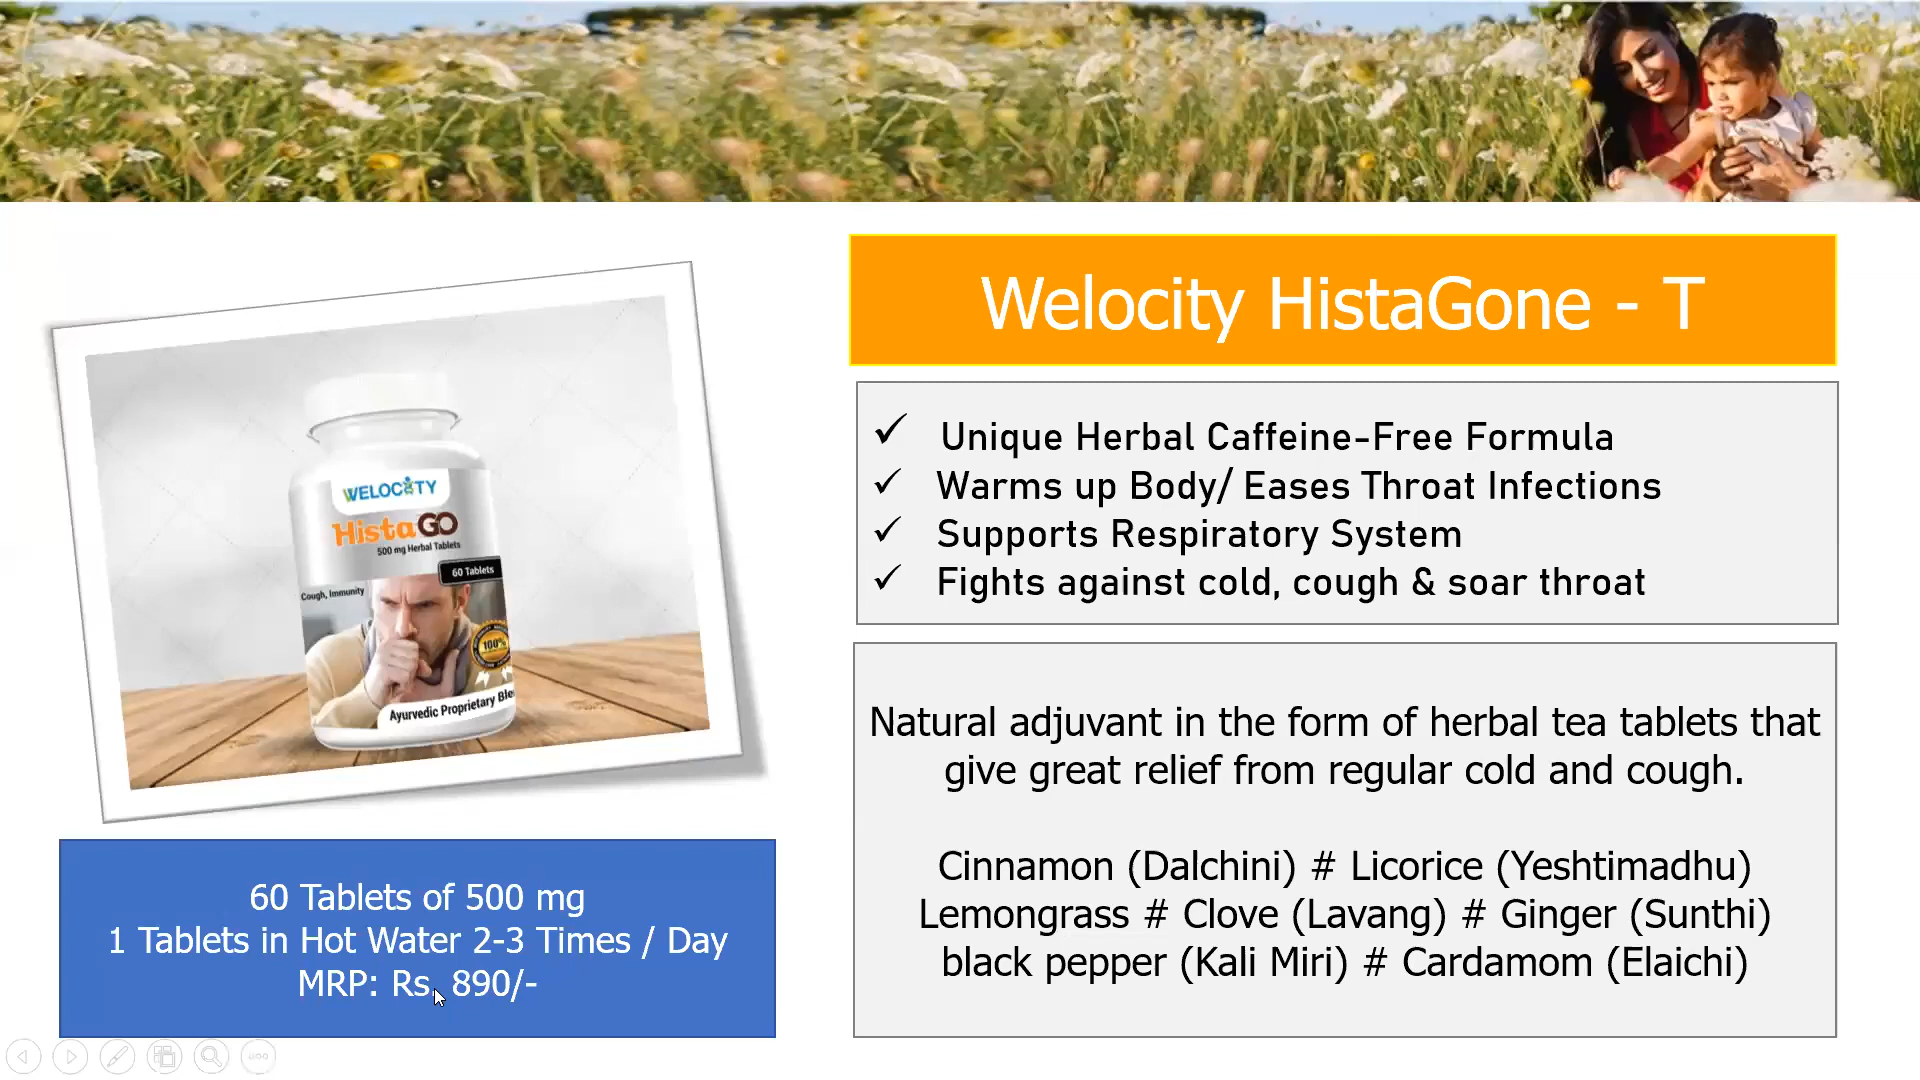 Welocity HistaGone - T
✓ Unique Herbal Caffeine-Free Formula
✓ Warms up Body/ Eases Throat Infections
✓ Supports Respiratory System
✓ Fights against cold, cough & soar throat
WELOCITY
HistaGO
500 mg Herbal Tablets
60 Tablets
Cough, Immunity
100%
Ayurvedic Proprietary Ble
60 Tablets of 500 mg
1 Tablets in Hot Water 2-3 Times / Day
MRP: Rs. 890/-
Natural adjuvant in the form of herbal tea tablets that
give great relief from regular cold and cough.
Cinnamon (Dalchini) # Licorice (Yeshtimadhu)
Lemongrass # Clove (Lavang) # Ginger (Sunthi)
black pepper (Kali Miri) # Cardamom (Elaichi)